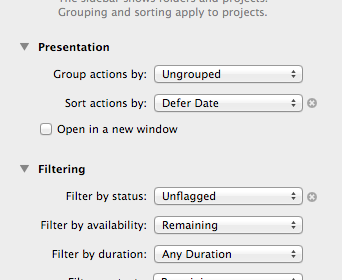 The sidebar shows folders and projects.
Grouping and sorting apply to projects.
Presentation
Group actions by: Ungrouped
Sort actions by: Defer Date
Open in a new window
Filtering
Filter by status: Unflagged
Filter by availability: Remaining
Filter by duration: Any Duration